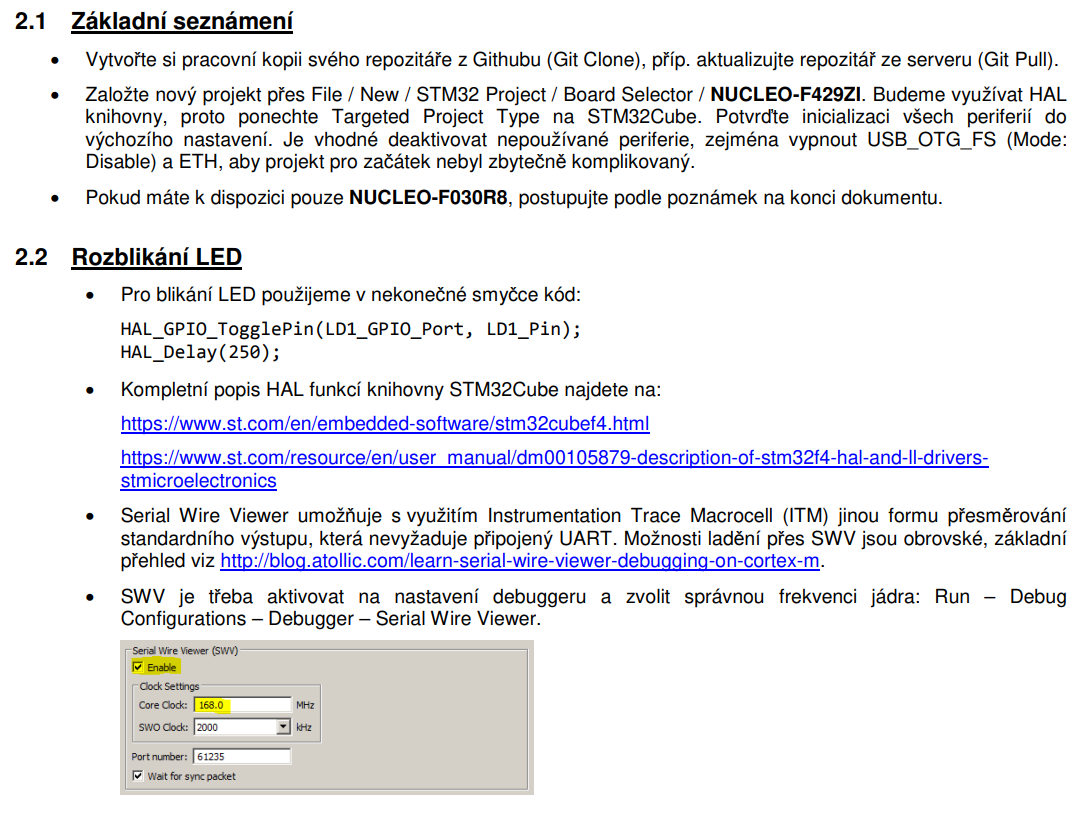 2.1 Základní seznámení
• Vytvořte si pracovní kopii svého repozitáře z Githubu (Git Clone), příp. aktualizujte repozitář ze serveru (Git Pull).
• Založte nový projekt přes File / New / STM32 Project / Board Selector / NUCLEO-F429ZI. Budeme využívat HAL
knihovny, proto ponechte Targeted Project Type na STM32Cube. Potvrďte inicializaci všech periferií do
výchozího nastavení. Je vhodné deaktivovat nepoužívané periferie, zejména vypnout USB_OTG_FS (Mode:
Disable) a ETH, aby projekt pro začátek nebyl zbytečně komplikovaný.
• Pokud máte k dispozici pouze NUCLEO-F030R8, postupujte podle poznámek na konci dokumentu.
2.2 Rozblikání LED
• Pro blikání LED použijeme v nekonečné smyčce kód:
HAL_GPIO_TogglePin(LD1_GPIO_Port, LD1_Pin);
HAL_Delay(250);
• Kompletní popis HAL funkcí knihovny STM32Cube najdete na:
https://www.st.com/en/embedded-software/stm32cubef4.html
https://www.st.com/resource/en/user_manual/dm00105879-description-of-stm32f4-hal-and-ll-drivers-
stmicroelectronics
• Serial Wire Viewer umožňuje s využitím Instrumentation Trace Macrocell (ITM) jinou formu přesměrování
standardního výstupu, která nevyžaduje připojený UART. Možnosti ladění přes SWV jsou obrovské, základní
přehled viz http://blog.atollic.com/learn-serial-wire-viewer-debugging-on-cortex-m.
• SWV je třeba aktivovat na nastavení debuggeru a zvolit správnou frekvenci jádra: Run – Debug
Configurations – Debugger – Serial Wire Viewer.
Serial Wire Viewer (SWV)
Enable
Clock Settings
Core Clock: 168.0 MHz
SWO Clock: 2000 kHz
Port number: 61235
Wait for sync packet